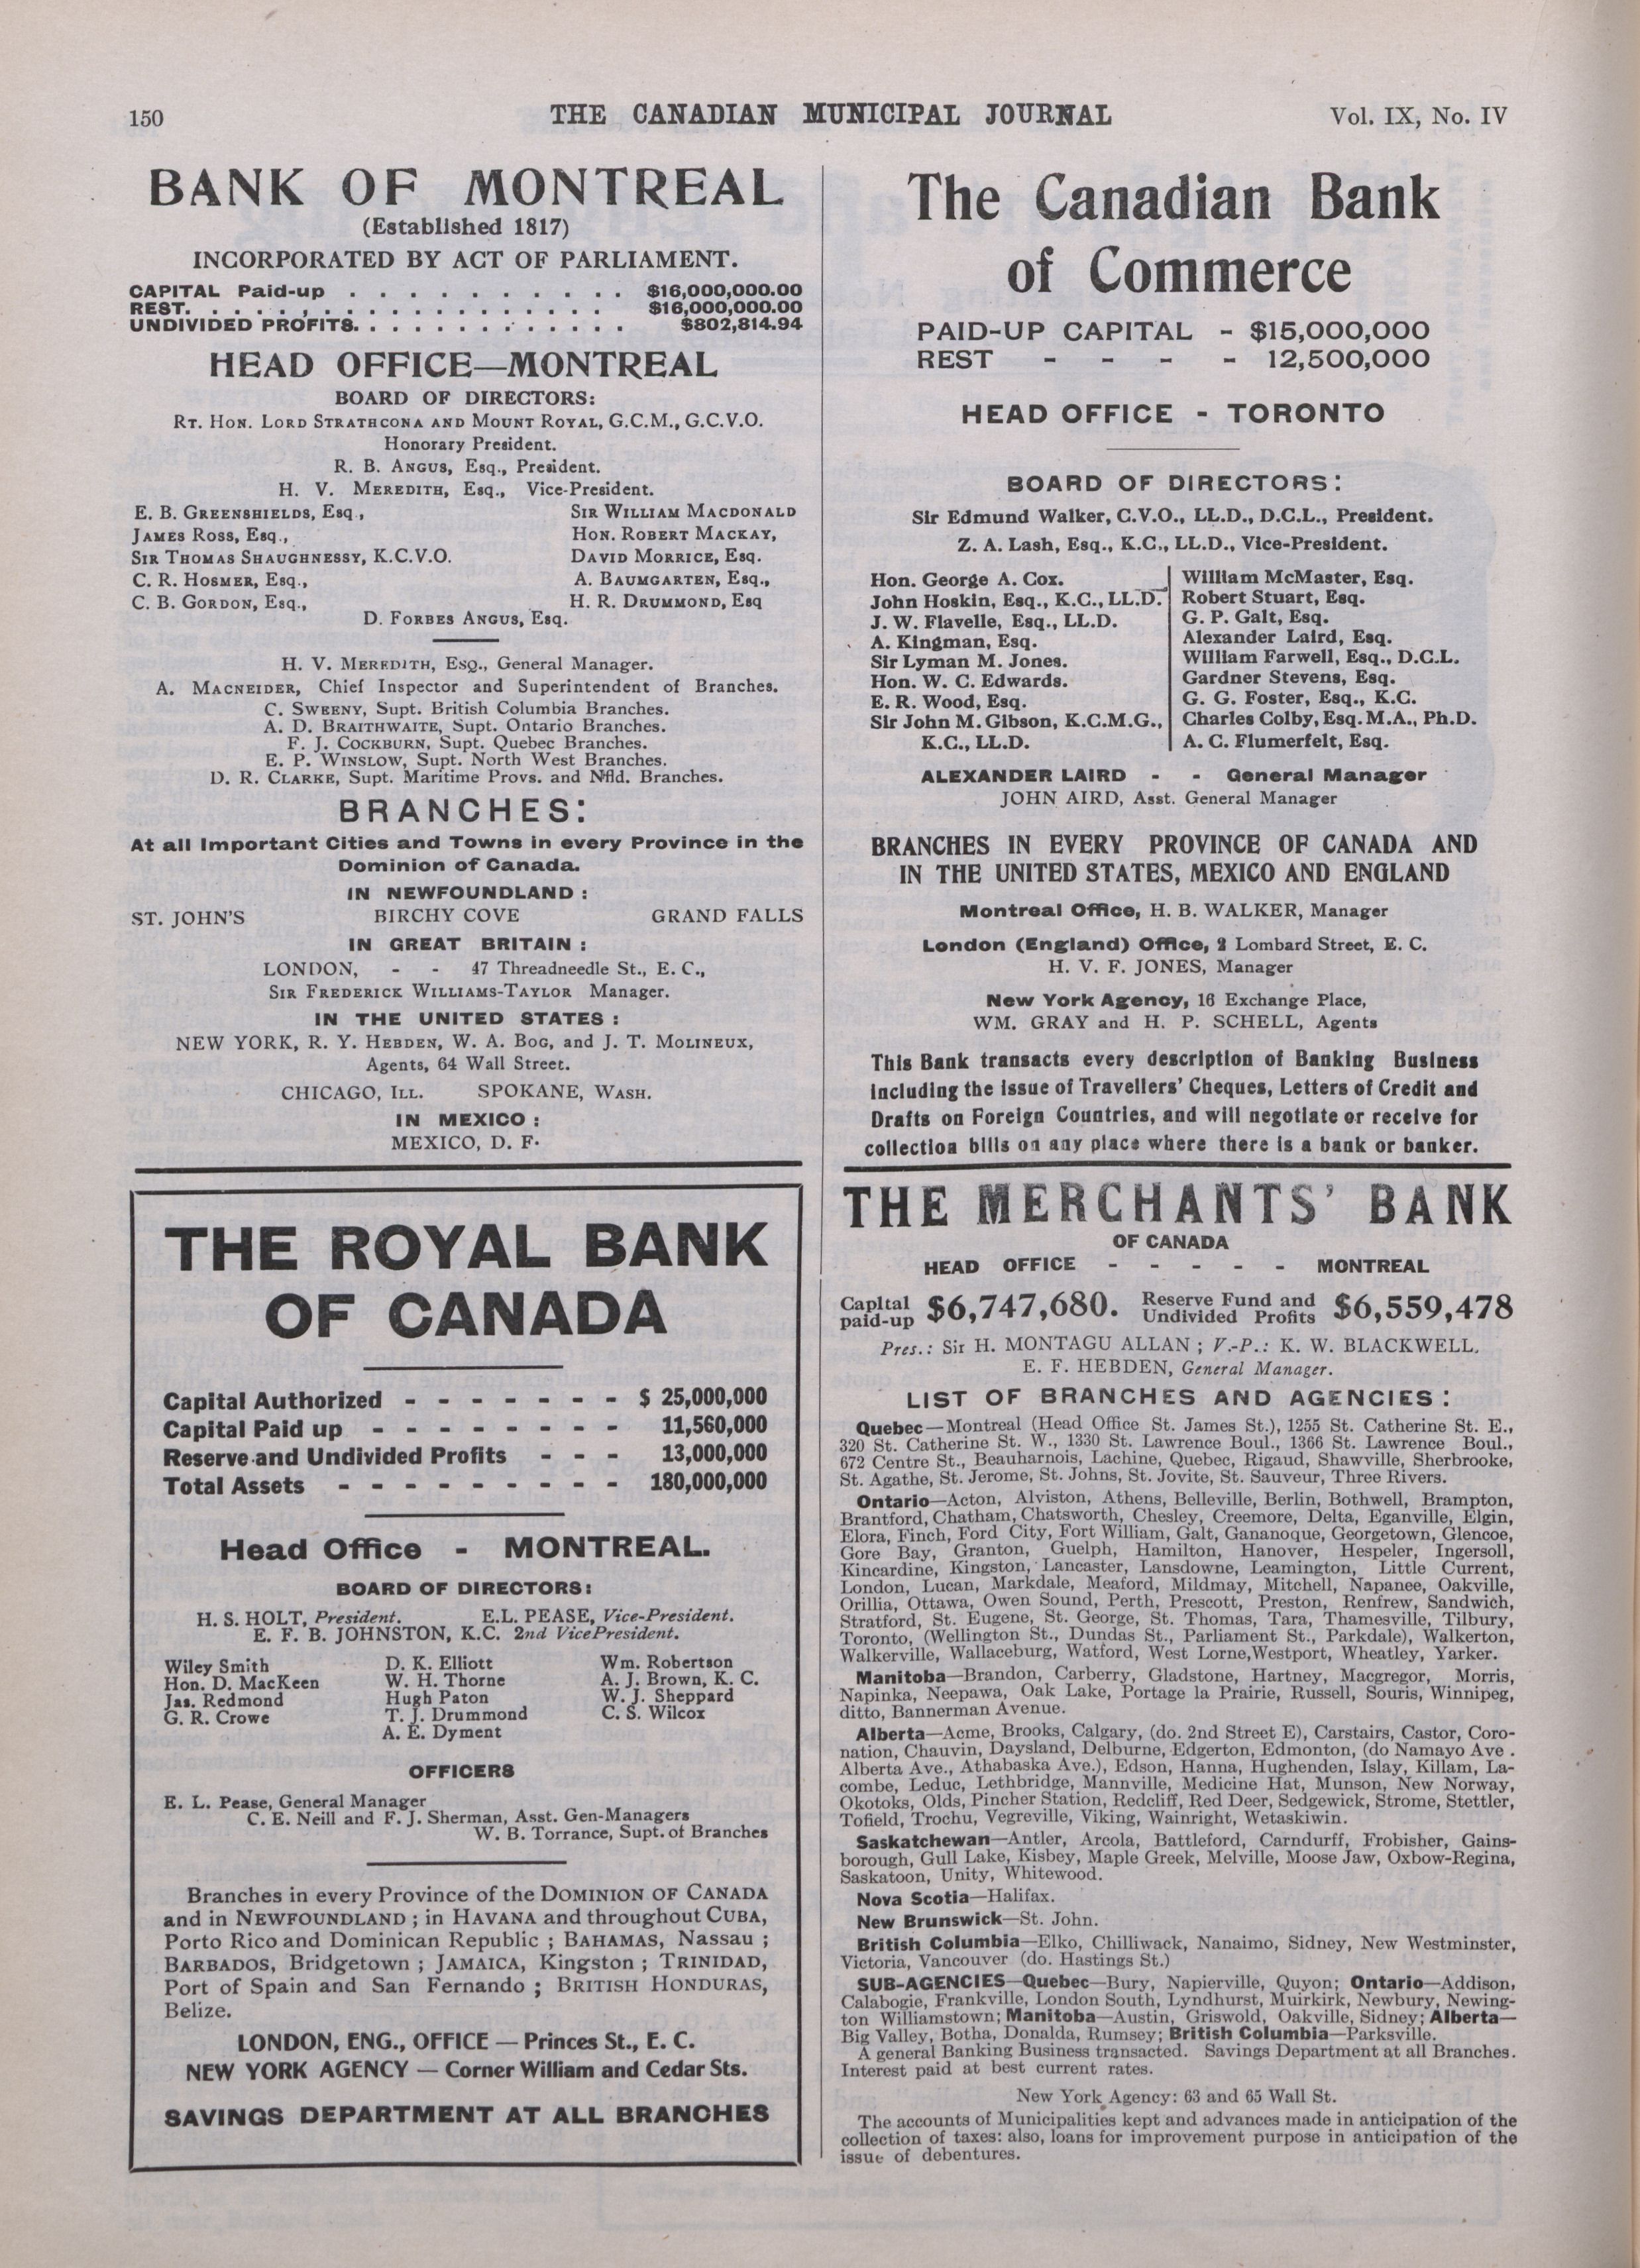 150
THE CANADIAN MUNICIPAL JOURNAL
Vol. IX, No. IV
BANK OF MONTREAL
(Established 1817)
INCORPORATED BY ACT OF PARLIAMENT.
CAPITAL Paid-up . . . . . . . . . . . $16,000,000.00
REST. . . . . . . . . . . . . . . . . . $16,000,000.00
UNDIVIDED PROFITS. . . . . . . . . . . . . $802,814.94
HEAD OFFICE—MONTREAL
BOARD OF DIRECTORS:
RT. HON. LORD STRATHCONA AND MOUNT ROYAL, G.C.M., G.C.V.O.
Honorary President.
R. B. ANGUS, Esq., President.
H. V. MEREDITH, Esq., Vice-President.
E. B. GREENSHIELDS, Esq., SIR WILLIAM MACDONALD
JAMES ROSS, Esq., HON. ROBERT MACKAY,
SIR THOMAS SHAUGHNESSY, K.C.V.O. DAVID MORRICE, ESQ.
C. R. HOSMER, Esq., A. BAUMGARTEN, ESQ.,
C. B. GORDON, Esq., H. R. DRUMMOND, ESQ
D. FORBES ANGUS, ESQ.
H. V. MEREDITH, ESQ., General Manager.
A. MACNEIDER, Chief Inspector and Superintendent of Branches.
C. SWEENY, Supt. British Columbia Branches.
A. D. BRAITHWAITE, Supt. Ontario Branches.
F. J. COCKBURN, Supt. Quebec Branches.
E. P. WINSLOW, Supt. North West Branches.
D. R. CLARKE, Supt. Maritime Provs. and Nfld. Branches.
BRANCHES:
At all Important Cities and Towns in every Province in the
Dominion of Canada.
IN NEWFOUNDLAND :
ST. JOHN'S BIRCHY COVE GRAND FALLS
IN GREAT BRITAIN :
LONDON, - - 47 Threadneedle St., E. C.,
SIR FREDERICK WILLIAMS-TAYLOR Manager.
IN THE UNITED STATES :
NEW YORK, R. Y. HEBDEN, W. A. BOG, and J. T. MOLINEUX,
Agents, 64 Wall Street.
CHICAGO, ILL. SPOKANE, WASH.
IN MEXICO :
MEXICO, D. F.
THE ROYAL BANK
OF CANADA
Capital Authorized - - - - - - - $ 25,000,000
Capital Paid up - - - - - - - - 11,560,000
Reserve and Undivided Profits - - - 13,000,000
Total Assets - - - - - - - - - 180,000,000
Head Office - MONTREAL.
BOARD OF DIRECTORS:
H. S. HOLT, President. E.L. PEASE, Vice-President.
E. F. B. JOHNSTON, K.C. 2nd VicePresident.
Wiley Smith D. K. Elliott Wm. Robertson
Hon. D. MacKeen W. H. Thorne A. J. Brown, K. C.
Jas. Redmond Hugh Paton W. J. Sheppard
G. R. Crowe T. J. Drummond C. S. Wilcox
A. E. Dyment
OFFICERS
E. L. Pease, General Manager
C. E. Neill and F. J. Sherman, Asst. Gen-Managers
W. B. Torrance, Supt. of Branches
Branches in every Province of the DOMINION OF CANADA
and in NEWFOUNDLAND ; in HAVANA and throughout CUBA,
Porto Rico and Dominican Republic ; BAHAMAS, Nassau ;
BARBADOS, Bridgetown ; JAMAICA, Kingston ; TRINIDAD,
Port of Spain and San Fernando ; BRITISH HONDURAS,
Belize.
LONDON, ENG., OFFICE — Princes St., E. C.
NEW YORK AGENCY — Corner William and Cedar Sts.
SAVINGS DEPARTMENT AT ALL BRANCHES
The Canadian Bank
of Commerce
PAID-UP CAPITAL - $15,000,000
REST - - - - 12,500,000
HEAD OFFICE - TORONTO
BOARD OF DIRECTORS:
Sir Edmund Walker, C.V.O., LL.D., D.C.L., President.
Z. A. Lash, Esq., K.C., LL.D., Vice-President.
Hon. George A. Cox. William McMaster, Esq.
John Hoskin, Esq., K.C., LL.D. Robert Stuart, Esq.
J. W. Flavelle, Esq., LL.D. G. P. Galt, Esq.
A. Kingman, Esq. Alexander Laird, Esq.
Sir Lyman M. Jones. William Farwell, Esq., D.C.L.
Hon. W. C. Edwards. Gardner Stevens, Esq.
E. R. Wood, Esq. G. G. Foster, Esq., K.C.
Sir John M. Gibson, K.C.M.G., Charles Colby, Esq. M.A., Ph.D.
K.C., LL.D. A. C. Flumerfelt, Esq.
ALEXANDER LAIRD - - General Manager
JOHN AIRD, Asst. General Manager
BRANCHES IN EVERY PROVINCE OF CANADA AND
IN THE UNITED STATES, MEXICO AND ENGLAND
Montreal Office, H. B. WALKER, Manager
London (England) Office, 2 Lombard Street, E. C.
H. V. F. JONES, Manager
New York Agency, 16 Exchange Place,
WM. GRAY and H. P. SCHELL, Agents
This Bank transacts every description of Banking Business
including the issue of Travellers' Cheques, Letters of Credit and
Drafts on Foreign Countries, and will negotiate or receive for
collection bills on any place where there is a bank or banker.
THE MERCHANTS' BANK
OF CANADA
HEAD OFFICE - - - - - MONTREAL
Capital paid-up $6,747,680. Reserve Fund and Undivided Profits $6,559,478
Pres.: Sir H. MONTAGU ALLAN ; V.-P.: K. W. BLACKWELL.
E. F. HEBDEN, General Manager.
LIST OF BRANCHES AND AGENCIES:
Quebec—Montreal (Head Office St. James St.), 1255 St. Catherine St. E.,
320 St. Catherine St. W., 1330 St. Lawrence Boul., 1366 St. Lawrence Boul.,
672 Centre St., Beauharnois, Lachine, Quebec, Rigaud, Shawville, Sherbrooke,
St. Agathe, St. Jerome, St. Johns, St. Jovite, St. Sauveur, Three Rivers.
Ontario—Acton, Alviston, Athens, Belleville, Berlin, Bothwell, Brampton,
Brantford, Chatham, Chatsworth, Chesley, Creemore, Delta, Eganville, Elgin,
Elora, Finch, Ford City, Fort William, Galt, Gananoque, Georgetown, Glencoe,
Gore Bay, Granton, Guelph, Hamilton, Hanover, Hespeler, Ingersoll,
Kincardine, Kingston, Lancaster, Lansdowne, Leamington, Little Current,
London, Lucan, Markdale, Meaford, Mildmay, Mitchell, Napanee, Oakville,
Orillia, Ottawa, Owen Sound, Perth, Prescott, Preston, Renfrew, Sandwich,
Stratford, St. Eugene, St. George, St. Thomas, Tara, Thamesville, Tilbury,
Toronto, (Wellington St., Dundas St., Parliament St., Parkdale), Walkerton,
Walkerville, Wallaceburg, Watford, West Lorne,Westport, Wheatley, Yarker.
Manitoba—Brandon, Carberry, Gladstone, Hartney, Macgregor, Morris,
Napinka, Neepawa, Oak Lake, Portage la Prairie, Russell, Souris, Winnipeg,
ditto, Bannerman Avenue.
Alberta—Acme, Brooks, Calgary, (do. 2nd Street E), Carstairs, Castor, Coro-
nation, Chauvin, Daysland, Delburne, Edgerton, Edmonton, (do Namayo Ave .
Alberta Ave., Athabaska Ave.), Edson, Hanna, Hughenden, Islay, Killam, La-
combe, Leduc, Lethbridge, Mannville, Medicine Hat, Munson, New Norway,
Okotoks, Olds, Pincher Station, Redcliff, Red Deer, Sedgewick, Strome, Stettler,
Tofield, Trochu, Vegreville, Viking, Wainright, Wetaskiwin.
Saskatchewan—Antler, Arcola, Battleford, Carndurff, Frobisher, Gains-
borough, Gull Lake, Kisbey, Maple Greek, Melville, Moose Jaw, Oxbow-Regina,
Saskatoon, Unity, Whitewood.
Nova Scotia—Halifax.
New Brunswick—St. John.
British Columbia—Elko, Chilliwack, Nanaimo, Sidney, New Westminster,
Victoria, Vancouver (do. Hastings St.)
SUB-AGENCIES—Quebec—Bury, Napierville, Quyon; Ontario—Addison,
Calabogie, Frankville, London South, Lyndhurst, Muirkirk, Newbury, Newing-
ton Williamstown; Manitoba—Austin, Griswold, Oakville, Sidney; Alberta—
Big Valley, Botha, Donalda, Rumsey; British Columbia—Parksville.
A general Banking Business transacted. Savings Department at all Branches.
Interest paid at best current rates.
New York Agency: 63 and 65 Wall St.
The accounts of Municipalities kept and advances made in anticipation of the
collection of taxes: also, loans for improvement purpose in anticipation of the
issue of debentures.